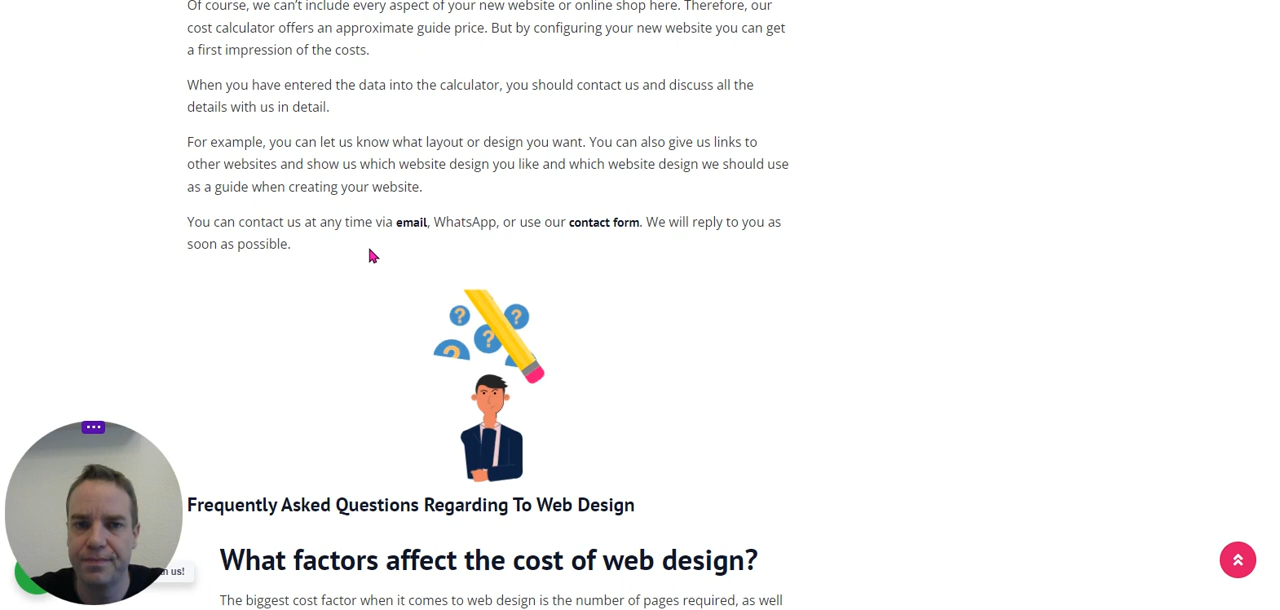 Of course, we can’t include every aspect of your new website or online shop here. Therefore, our
cost calculator offers an approximate guide price. But by configuring your new website you can get
a first impression of the costs.
When you have entered the data into the calculator, you should contact us and discuss all the
details with us in detail.
For example, you can let us know what layout or design you want. You can also give us links to
other websites and show us which website design you like and which website design we should use
as a guide when creating your website.
You can contact us at any time via email, WhatsApp, or use our contact form. We will reply to you as
soon as possible.
? ?
?
?
Frequently Asked Questions Regarding To Web Design
What factors affect the cost of web design?
us!
The biggest cost factor when it comes to web design is the number of pages required, as well